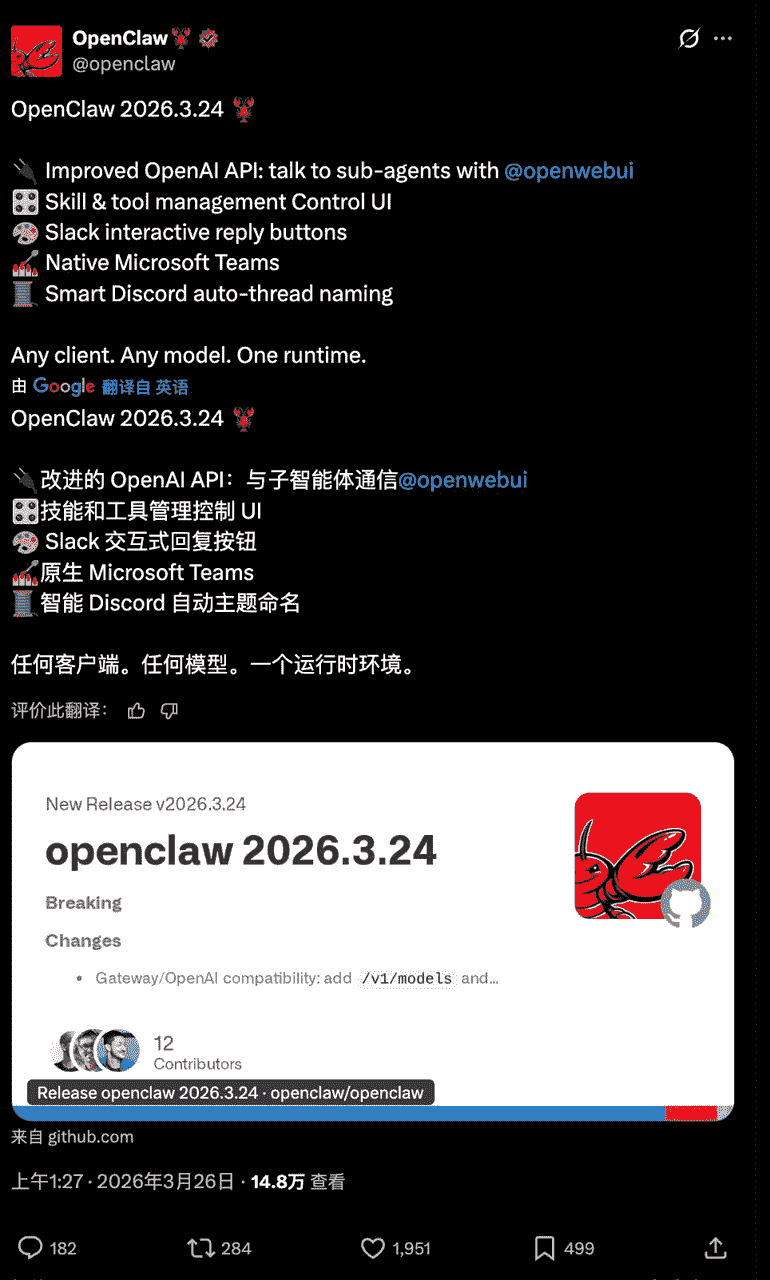 OpenClaw🦞
@openclaw
OpenClaw 2026.3.24 🦞
🔌 Improved OpenAI API: talk to sub-agents with @openwebui
🎛️ Skill & tool management Control UI
🎨 Slack interactive reply buttons
💅 Native Microsoft Teams
🧵 Smart Discord auto-thread naming
Any client. Any model. One runtime.
由 Google 翻译自 英语
OpenClaw 2026.3.24 🦞
🔌改进的 OpenAI API：与子智能体通信@openwebui
🎛️技能和工具管理控制 UI
🎨 Slack 交互式回复按钮
💅原生 Microsoft Teams
🧵智能 Discord 自动主题命名
任何客户端。任何模型。一个运行时环境。
评价此翻译：
New Release v2026.3.24
openclaw 2026.3.24
Breaking
Changes
• Gateway/OpenAI compatibility: add /v1/models and…
12
Contributors
Release openclaw 2026.3.24 · openclaw/openclaw
来自 github.com
上午1:27 · 2026年3月26日 · 14.8万 查看
182 284 1,951 499